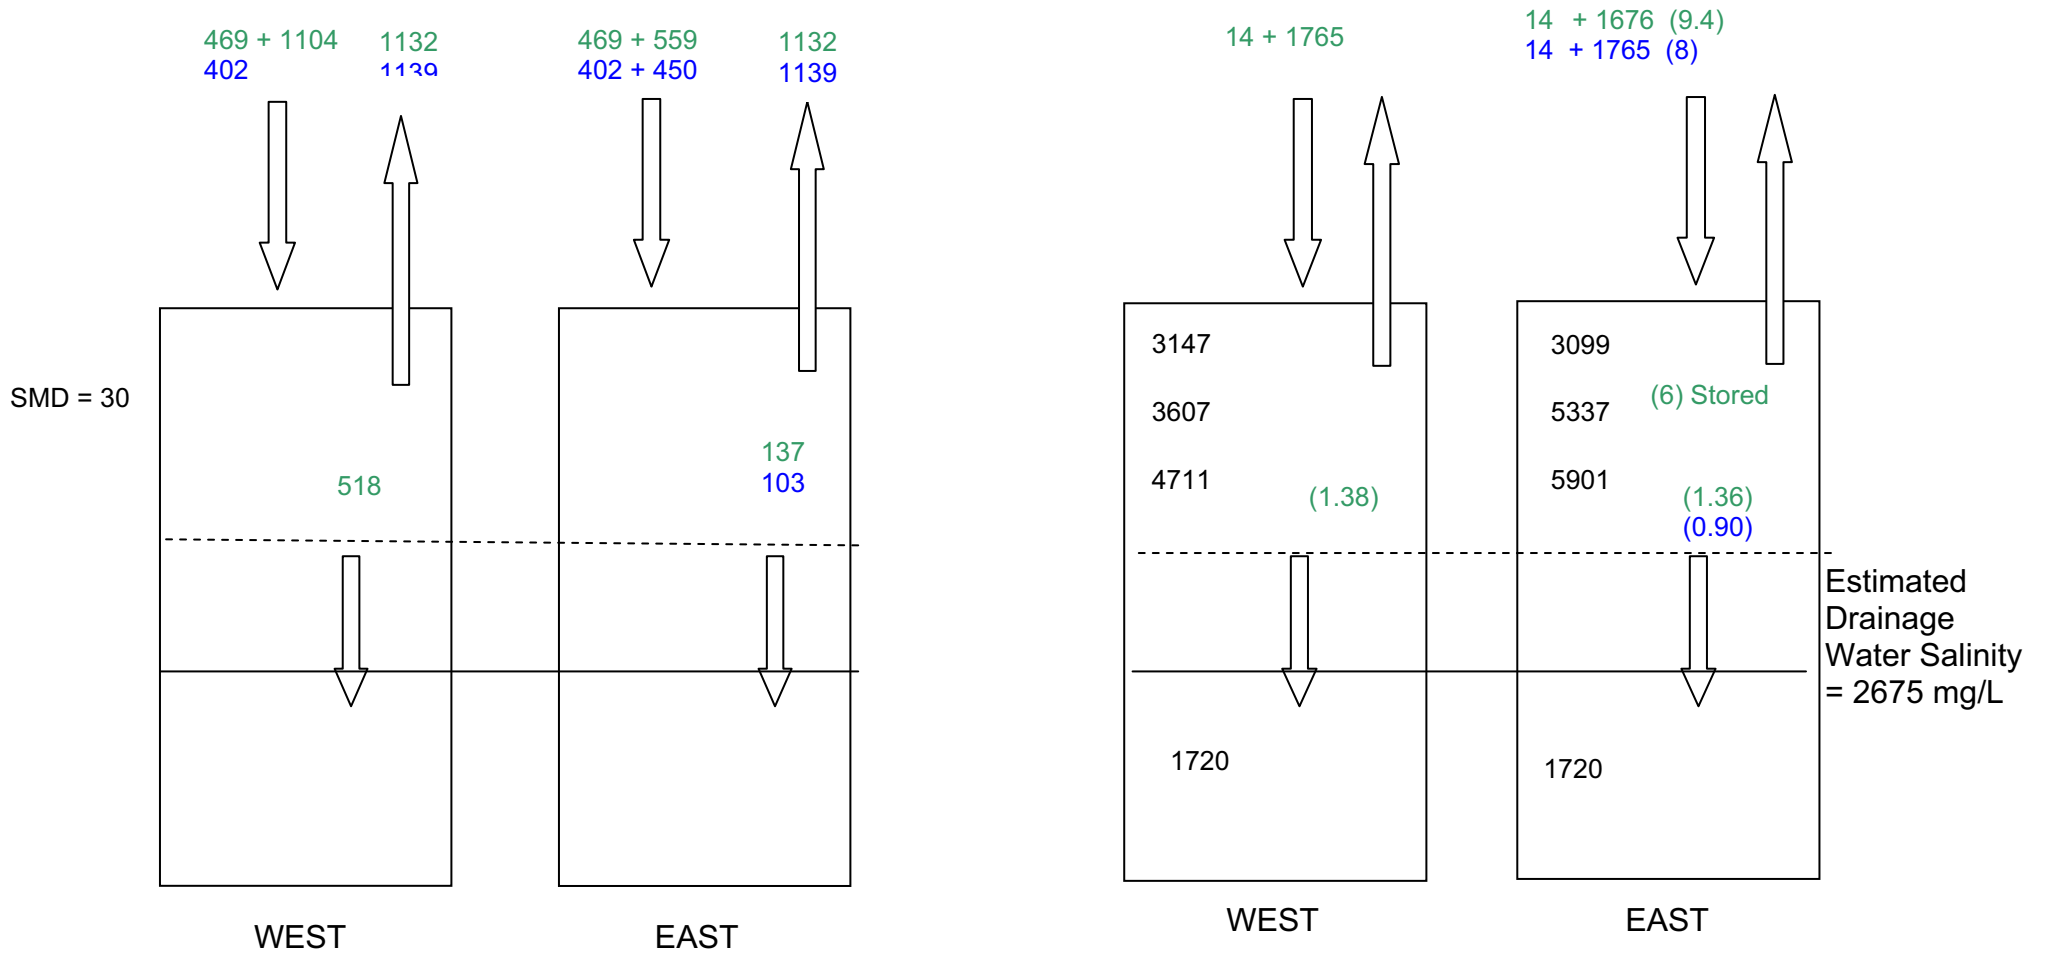 469 + 1104
1132
402
1139
469 + 559
1132
402 + 450
1139
SMD = 30
518
137
103
WEST
EAST
14 + 1765
14 + 1676 (9.4)
14 + 1765 (8)
3147
3607
4711
(1.38)
3099
(6) Stored
5337
5901
(1.36)
(0.90)
Estimated
Drainage
Water Salinity
= 2675 mg/L
1720
1720
WEST
EAST